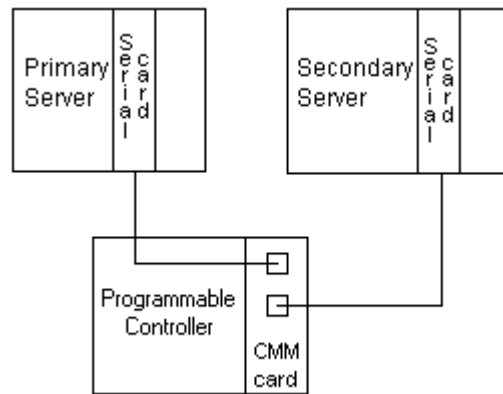 Primary
Server
Serial
card
Secondary
Server
Serial
card
Programmable
Controller
CMM
card